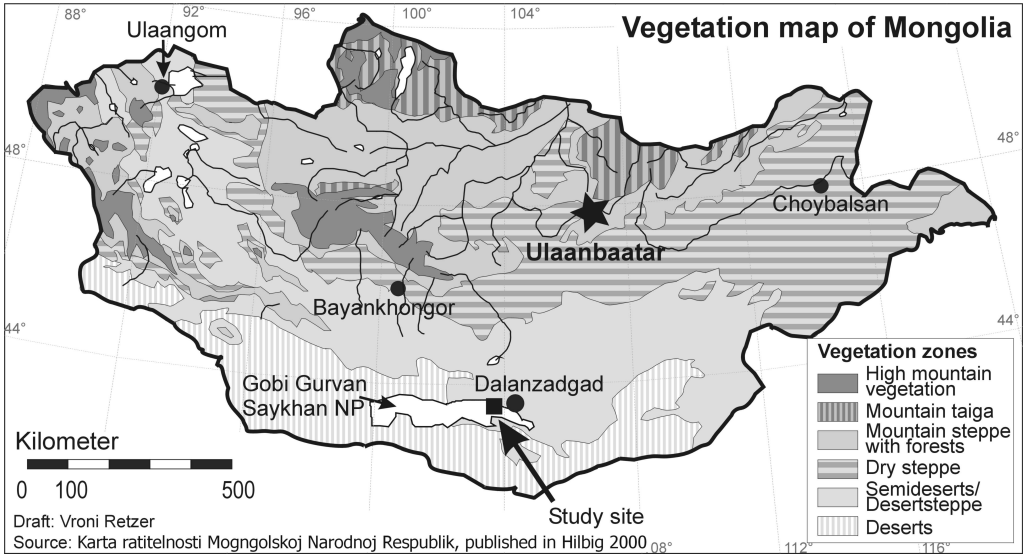 88°
92°
96°
100°
104°
Vegetation map of Mongolia
Ulaangom
48°
48°
Choybalsan
Ulaanbaatar
Bayankhongor
44°
44°
Gobi Gurvan
Saykhan NP
Dalanzadgad
Study site
Vegetation zones
High mountain
vegetation
Mountain taiga
Mountain steppe
with forests
Dry steppe
Semideserts/
Desertsteppe
Deserts
Kilometer
0 100 500
Draft: Vroni Retzer
Source: Karta ratitelnosti Mogngolskoj Narodnoj Respublik, published in Hilbig 2000
08°
112°
116°